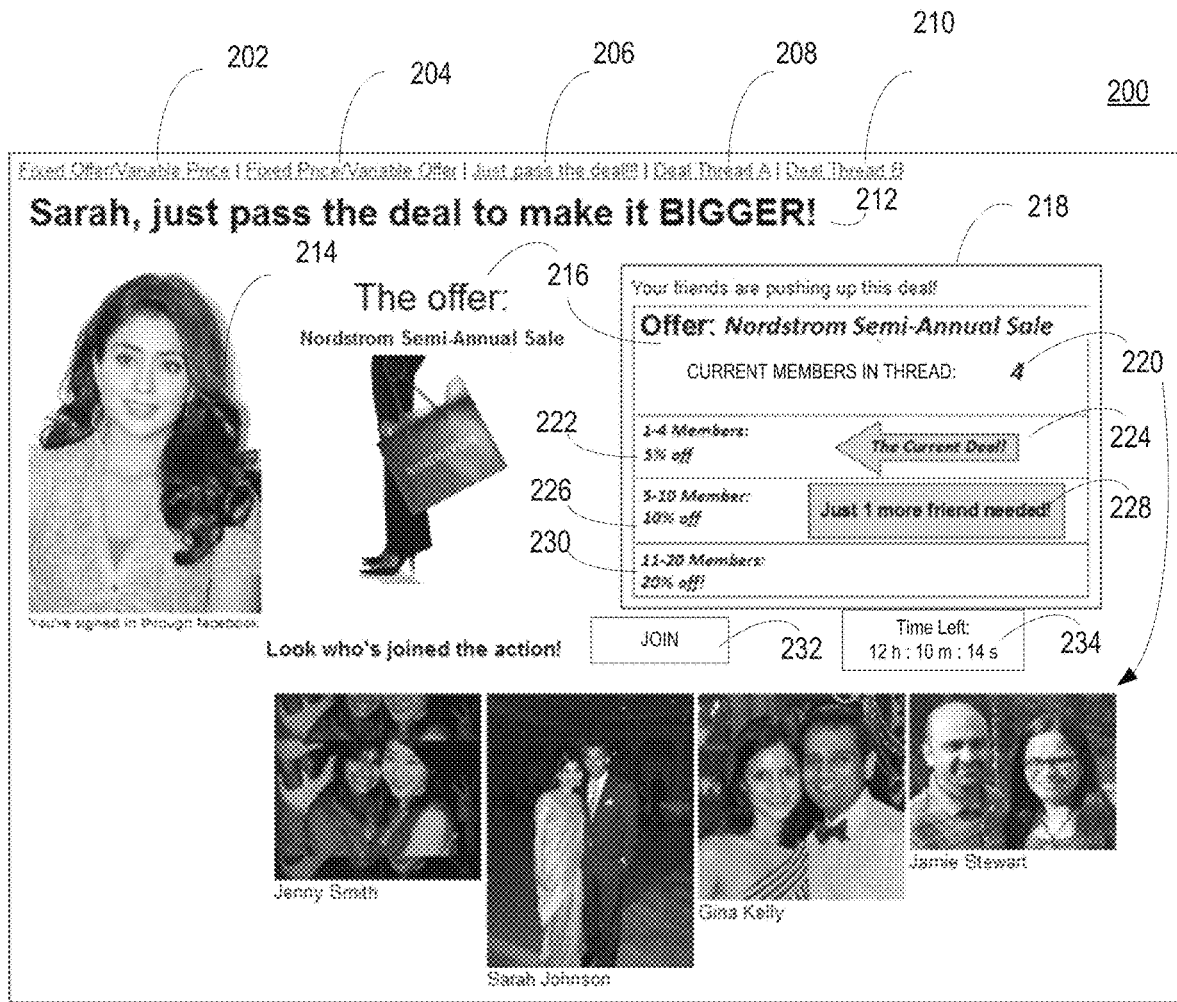 210
202 204 206 208
200
Fixed Offer/Variable Price | Fixed Price/Variable Offer | Just pass the deal!!! | Deal Thread A | Deal Thread B
Sarah, just pass the deal to make it BIGGER! 212
218
214
216
The offer:
Nordstrom Semi-Annual Sale
Your friends are pushing up this deal!
Offer: Nordstrom Semi-Annual Sale
CURRENT MEMBERS IN THREAD: 4
220
222
1-4 Members:
5% off
The Current Deal!
224
226
5-10 Member:
10% off
Just 1 more friend needed!
228
230
11-20 Members:
20% off!
You're signed in through facebook
Look who's joined the action!
JOIN
232
Time Left:
12 h : 10 m : 14 s
234
Jenny Smith
Sarah Johnson
Gina Kelly
Jamie Stewart